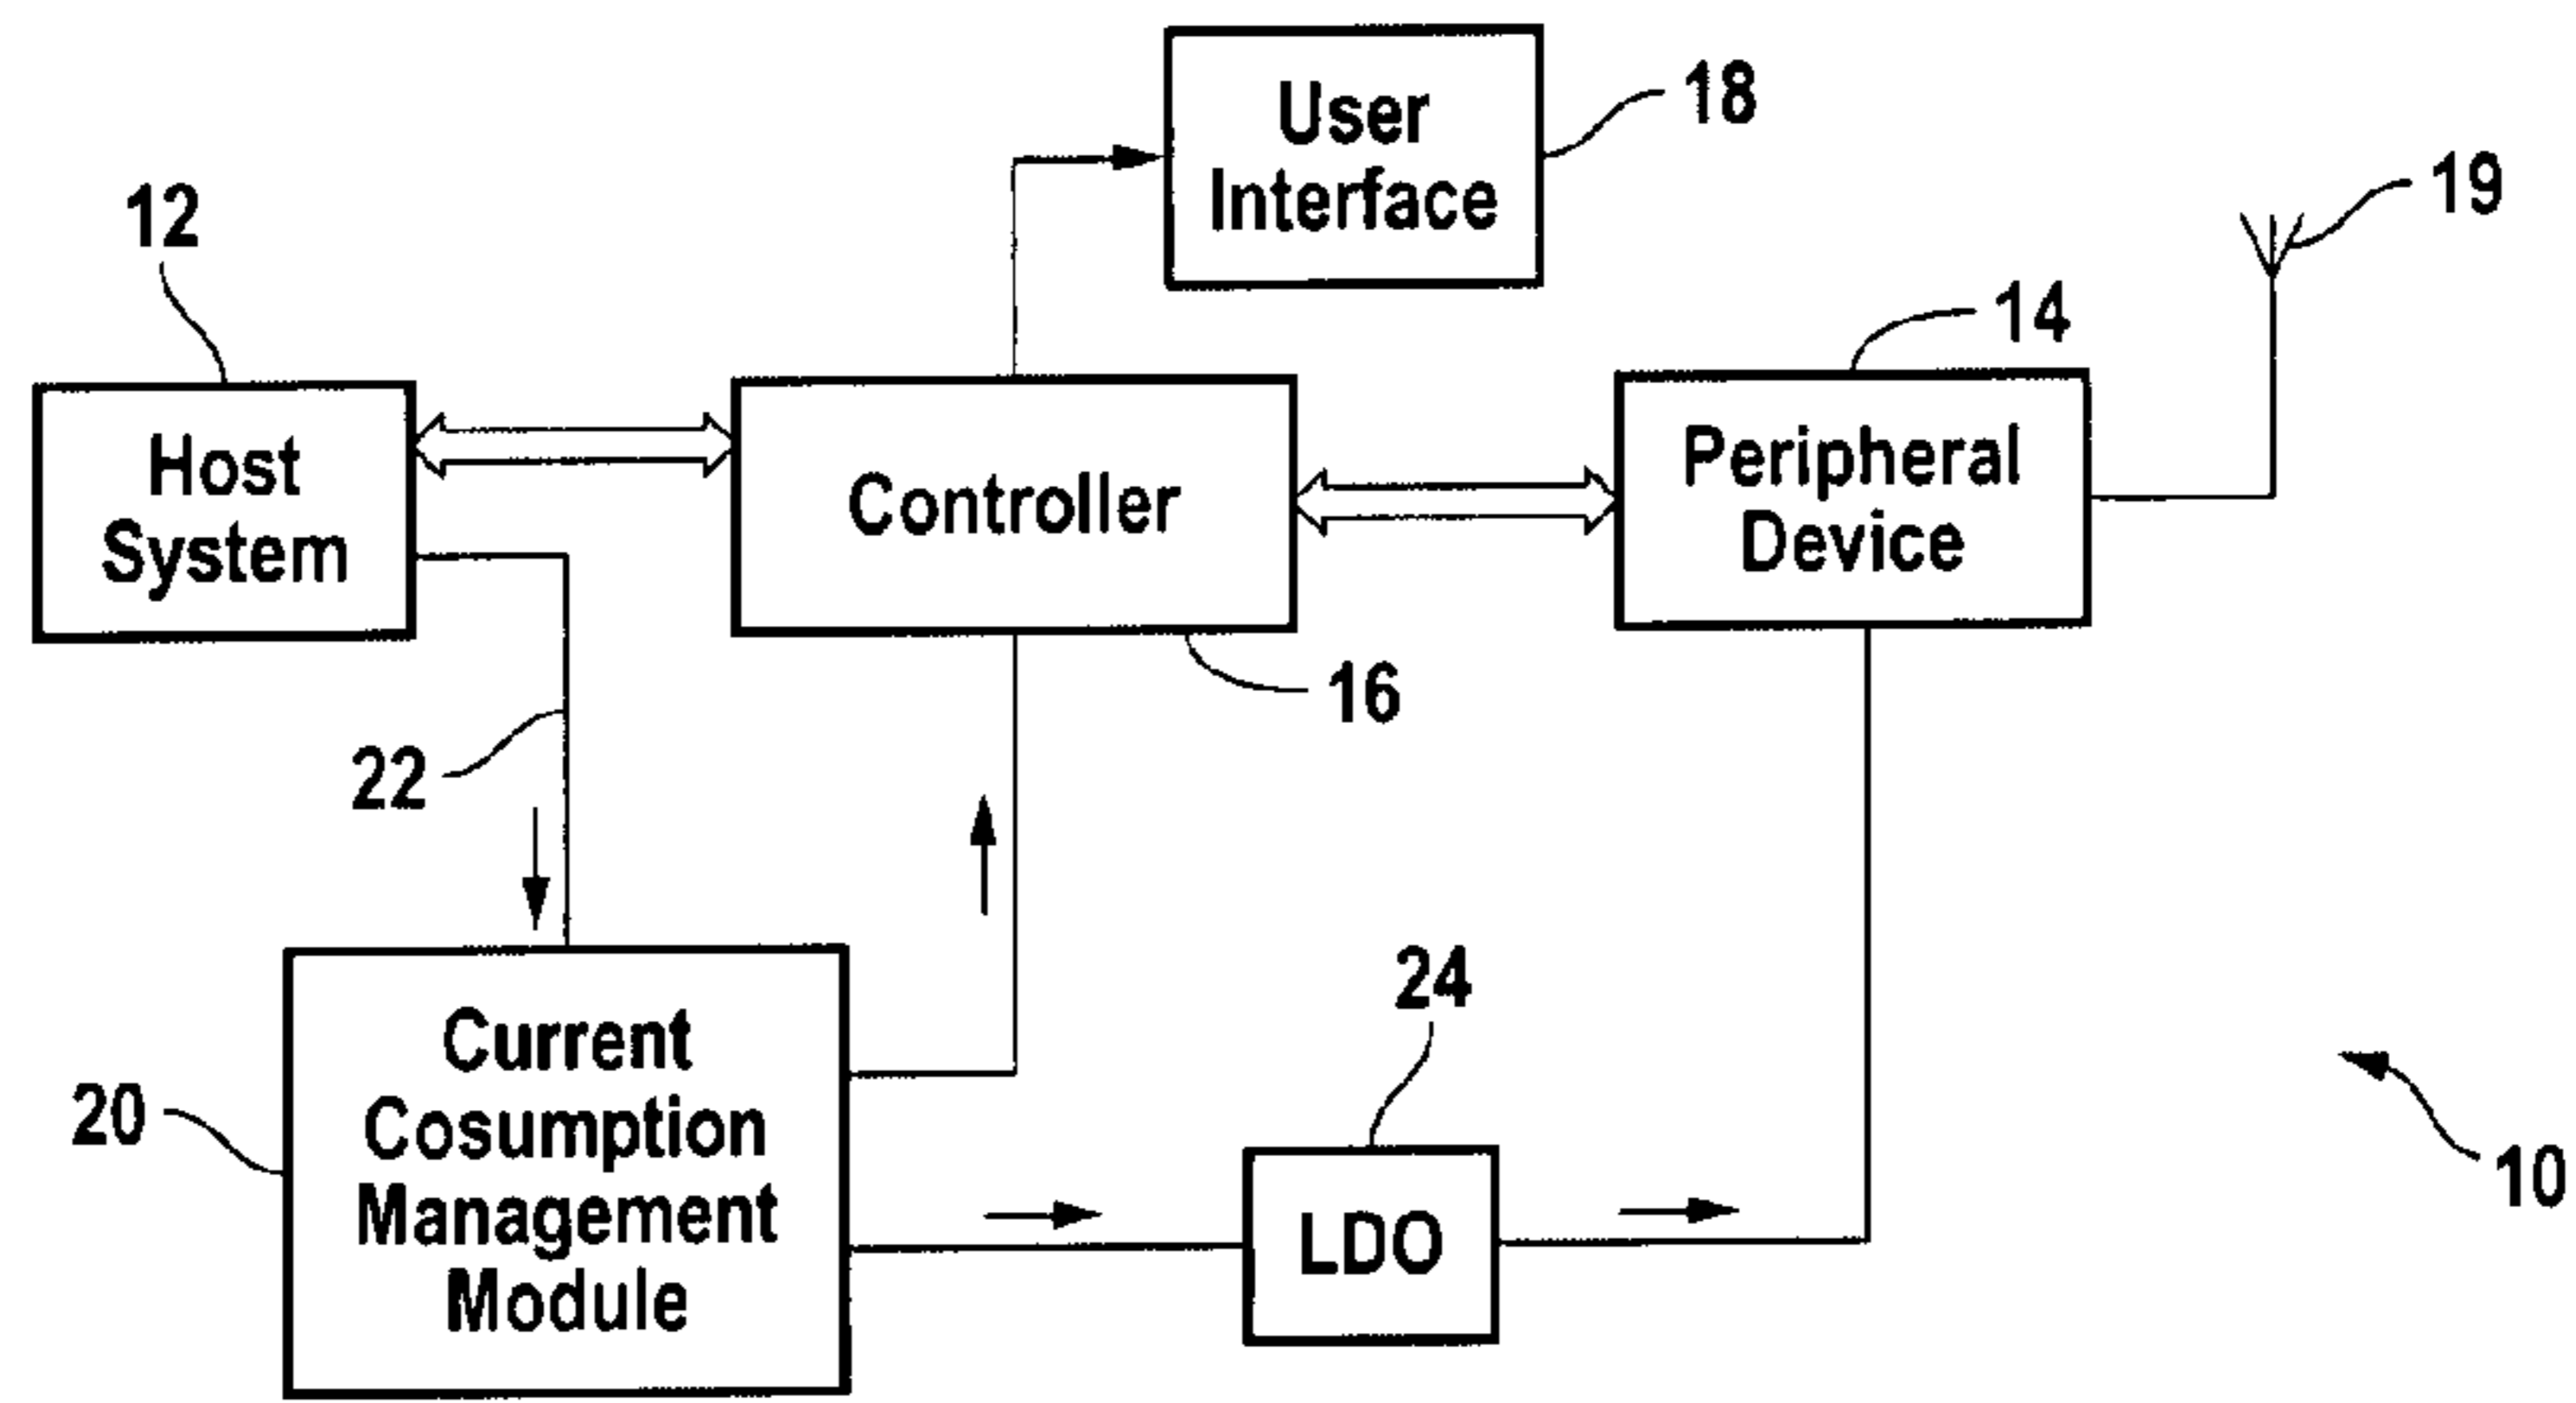 User
Interface
18
19
12
14
Host
System
Controller
Peripheral
Device
16
22
24
Current
Cosumption
Management
Module
20
LDO
10